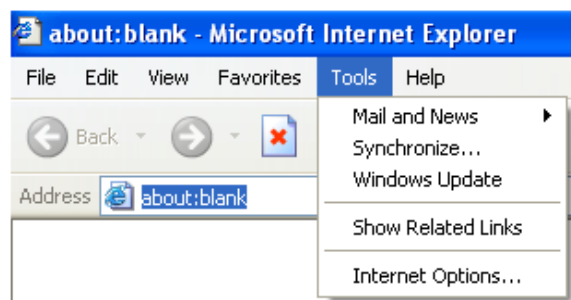 about:blank - Microsoft Internet Explorer
File Edit View Favorites Tools Help
Back
Address about:blank
Mail and News
Synchronize...
Windows Update
Show Related Links
Internet Options...